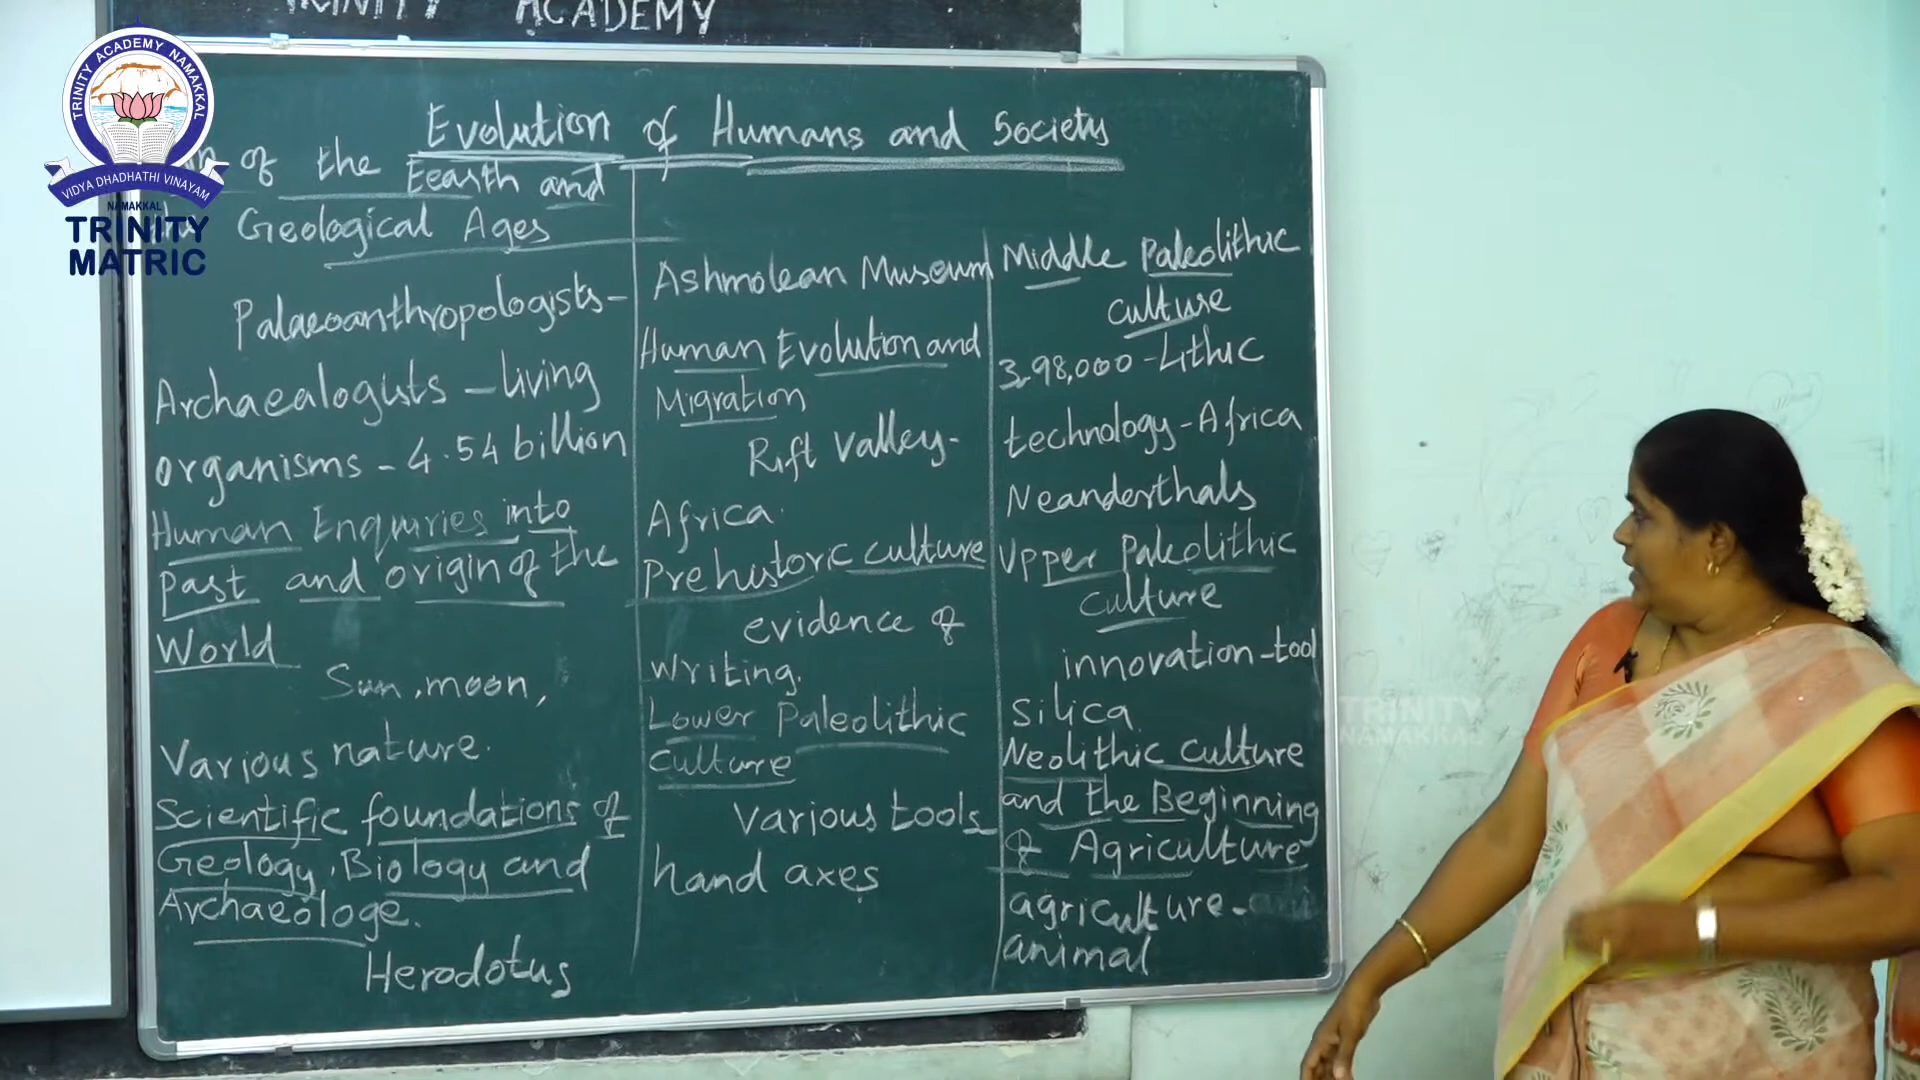 TRINITY ACADEMY
TRINITY ACADEMY NAMAKKAL
VIDYA DHADHATHI VINAYAM
NAMAKKAL
TRINITY
MATRIC
Evolution of Humans and Society
of the Eearth and
Geological Ages
Palaeoanthropologists-
Archaealogists - living
organisms - 4.54 billion
Human Enquiries into
past and origin of the
World
Sun, moon,
Various nature.
Scientific foundations of
Geology, Biology and
Archaeologe.
Herodotus
Ashmolean Museum
Human Evolution and
Migration
Rift valley-
Africa.
Prehistoric culture
evidence of
writing.
Lower Paleolithic
Culture
Various tools
hand axes
Middle Paleolithic
culture
3,98,000 - Lithic
technology - Africa
Neanderthals
Upper Paleolithic
Culture
innovation - tool
silica
Neolithic culture
and the Beginning
of Agriculture
agriculture -
animal
TRINITY
NAMAKKAL